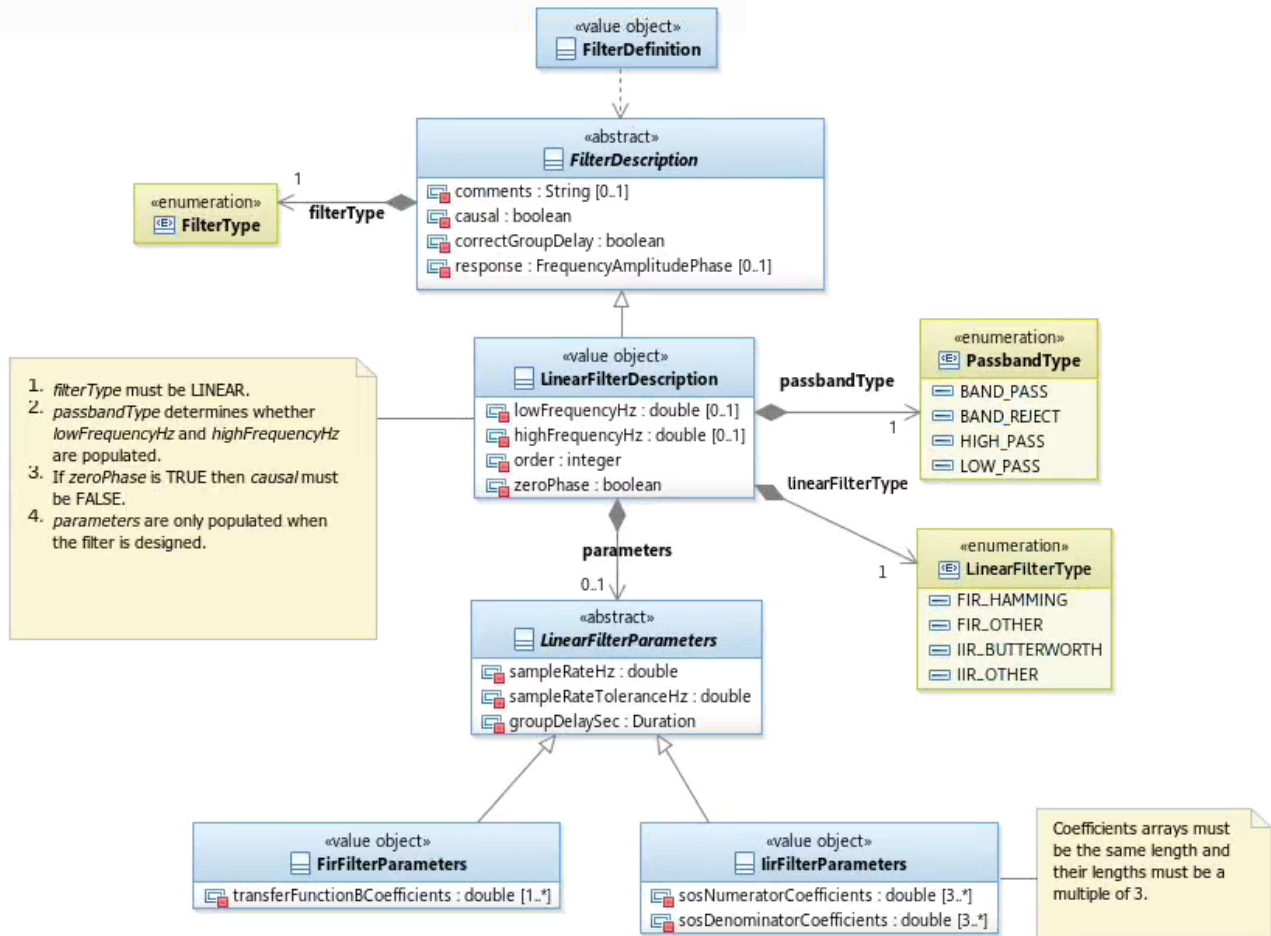 «value object»
FilterDefinition
«abstract»
FilterDescription
comments : String [0..1]
causal : boolean
correctGroupDelay : boolean
response : FrequencyAmplitudePhase [0..1]
1
filterType
«enumeration»
<E> FilterType
«value object»
LinearFilterDescription
lowFrequencyHz : double [0..1]
highFrequencyHz : double [0..1]
order : integer
zeroPhase : boolean
1. filterType must be LINEAR.
2. passbandType determines whether
lowFrequencyHz and highFrequencyHz
are populated.
3. If zeroPhase is TRUE then causal must
be FALSE.
4. parameters are only populated when
the filter is designed.
passbandType
1
«enumeration»
<E> PassbandType
BAND_PASS
BAND_REJECT
HIGH_PASS
LOW_PASS
linearFilterType
1
«enumeration»
<E> LinearFilterType
FIR_HAMMING
FIR_OTHER
IIR_BUTTERWORTH
IIR_OTHER
parameters
0..1
«abstract»
LinearFilterParameters
sampleRateHz : double
sampleRateToleranceHz : double
groupDelaySec : Duration
«value object»
FirFilterParameters
transferFunctionBCoefficients : double [1..*]
«value object»
IirFilterParameters
sosNumeratorCoefficients : double [3..*]
sosDenominatorCoefficients : double [3..*]
Coefficients arrays must
be the same length and
their lengths must be a
multiple of 3.